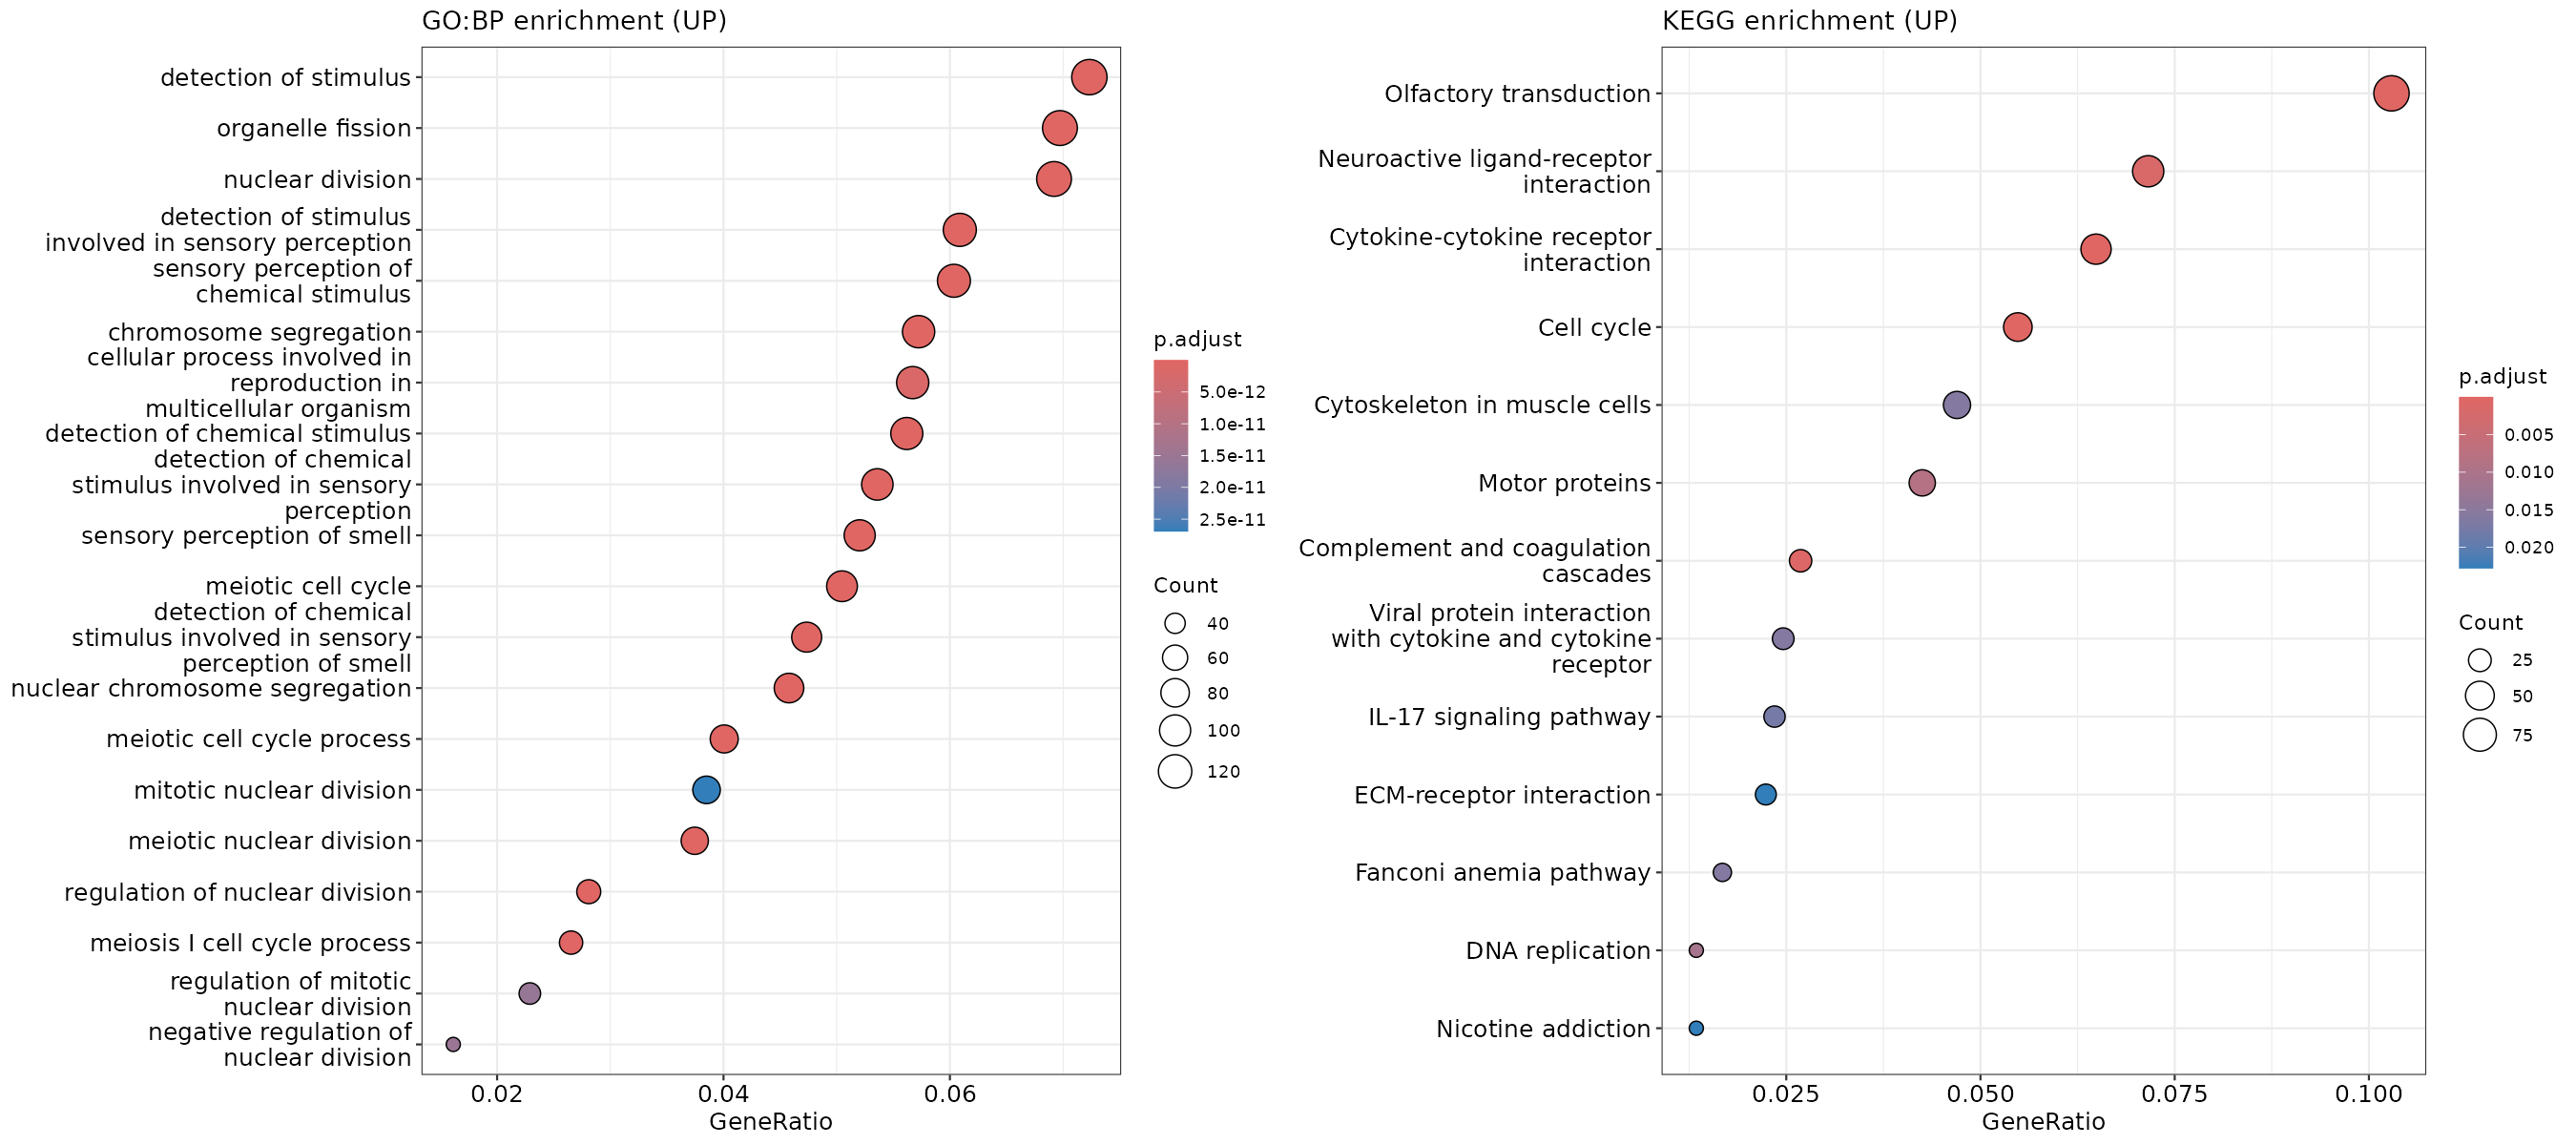 GO:BP enrichment (UP)
detection of stimulus
organelle fission
nuclear division
detection of stimulus
involved in sensory perception
sensory perception of
chemical stimulus
chromosome segregation
cellular process involved in
reproduction in
multicellular organism
detection of chemical stimulus
detection of chemical
stimulus involved in sensory
perception
sensory perception of smell
meiotic cell cycle
detection of chemical
stimulus involved in sensory
perception of smell
nuclear chromosome segregation
meiotic cell cycle process
mitotic nuclear division
meiotic nuclear division
regulation of nuclear division
meiosis I cell cycle process
regulation of mitotic
nuclear division
negative regulation of
nuclear division
0.02 0.04 0.06
GeneRatio
p.adjust
5.0e-12
1.0e-11
1.5e-11
2.0e-11
2.5e-11
Count
40
60
80
100
120
KEGG enrichment (UP)
Olfactory transduction
Neuroactive ligand-receptor
interaction
Cytokine-cytokine receptor
interaction
Cell cycle
Cytoskeleton in muscle cells
Motor proteins
Complement and coagulation
cascades
Viral protein interaction
with cytokine and cytokine
receptor
IL-17 signaling pathway
ECM-receptor interaction
Fanconi anemia pathway
DNA replication
Nicotine addiction
0.025 0.050 0.075 0.100
GeneRatio
p.adjust
0.005
0.010
0.015
0.020
Count
25
50
75